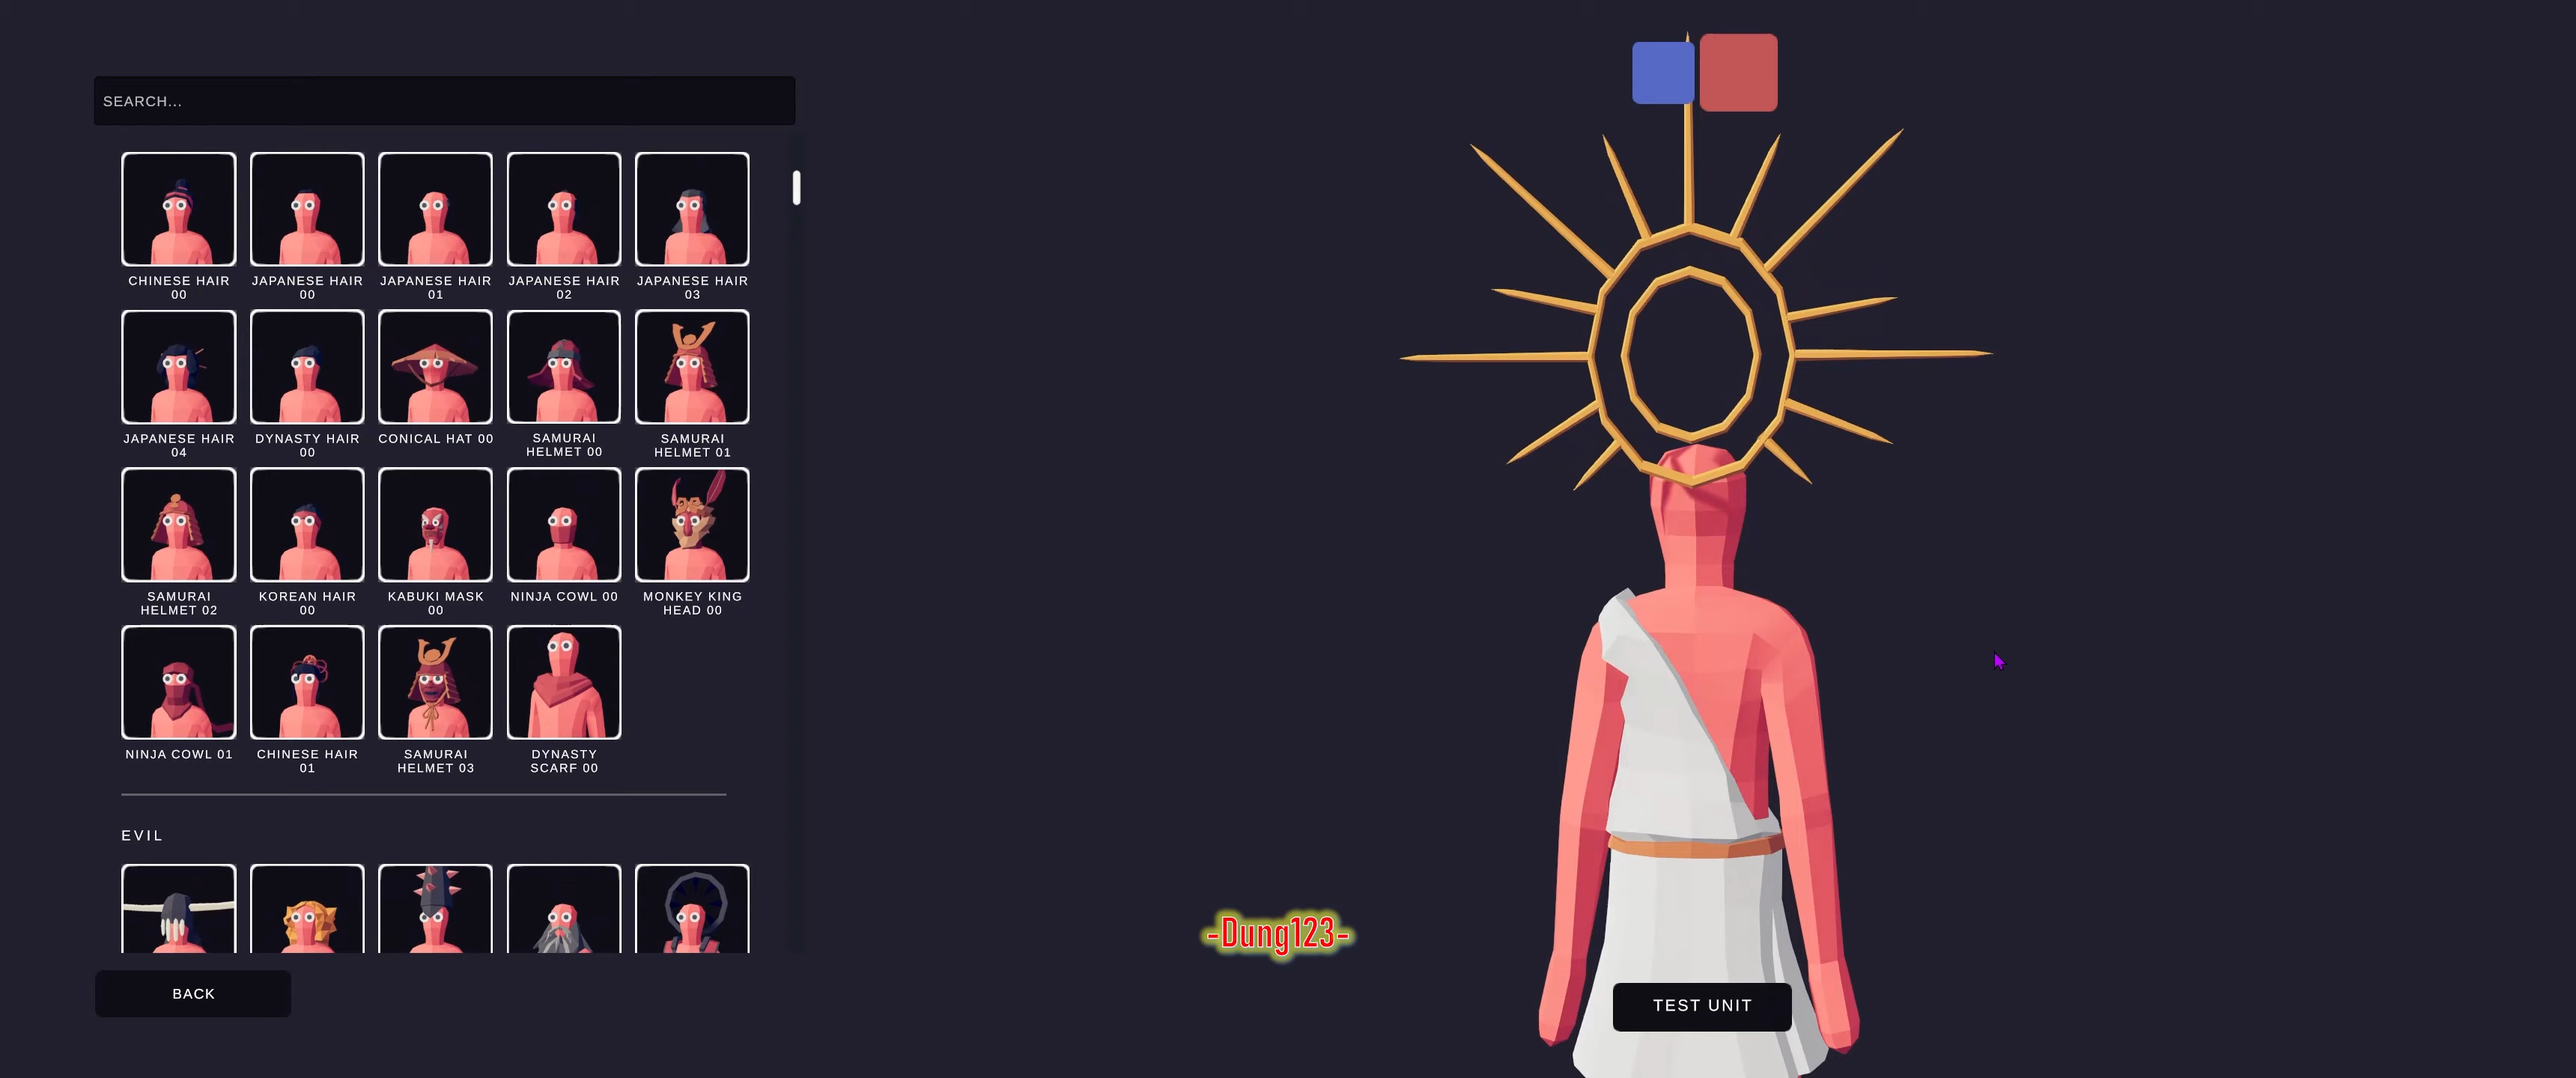 SEARCH...
CHINESE HAIR
00
JAPANESE HAIR
00
JAPANESE HAIR
01
JAPANESE HAIR
02
JAPANESE HAIR
03
JAPANESE HAIR
04
DYNASTY HAIR
00
CONICAL HAT 00
SAMURAI
HELMET 00
SAMURAI
HELMET 01
SAMURAI
HELMET 02
KOREAN HAIR
00
KABUKI MASK
00
NINJA COWL 00
MONKEY KING
HEAD 00
NINJA COWL 01
CHINESE HAIR
01
SAMURAI
HELMET 03
DYNASTY
SCARF 00
EVIL
BACK
-Dung123-
TEST UNIT